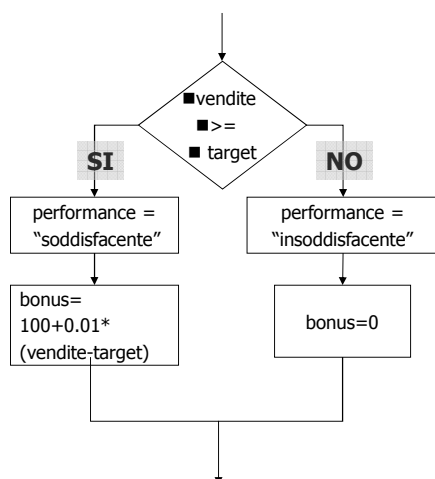 ■vendite
■>=
■ target
SI
NO
performance =
“soddisfacente”
performance =
“insoddisfacente”
bonus=
100+0.01*
(vendite-target)
bonus=0